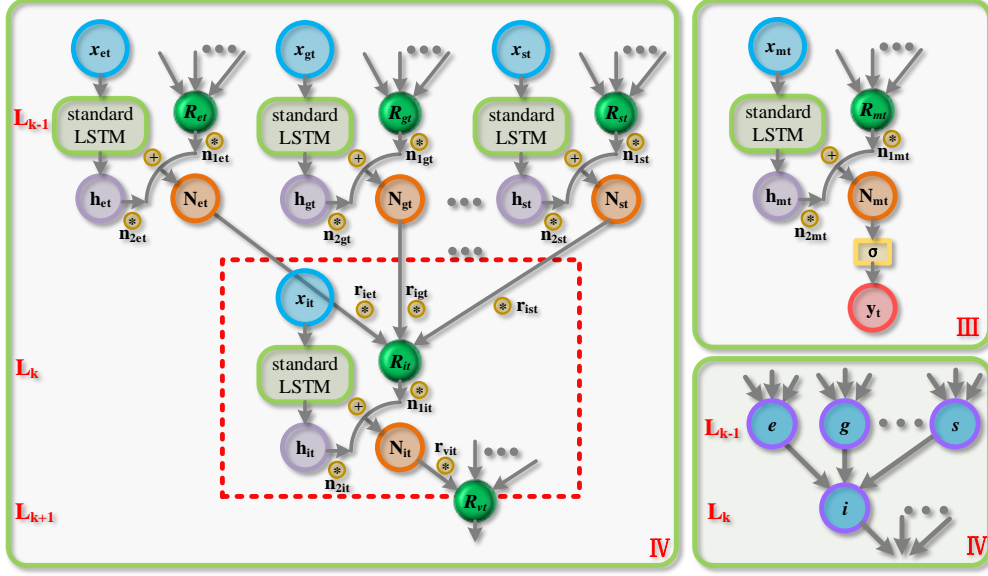 x_et
x_gt
x_st
L_k-1
standard
LSTM
R_et
*
n_1et
+
standard
LSTM
R_gt
*
n_1gt
+
standard
LSTM
R_st
*
n_1st
+
h_et
*
n_2et
N_et
h_gt
*
n_2gt
N_gt
h_st
*
n_2st
N_st
x_it
r_iet
*
r_igt
*
* r_ist
L_k
standard
LSTM
R_it
*
n_1it
+
h_it
*
n_2it
N_it
r_vit
*
L_k+1
R_vt
Ⅳ
x_mt
standard
LSTM
R_mt
*
n_1mt
+
h_mt
*
n_2mt
N_mt
σ
y_t
Ⅲ
L_k-1
e
g
s
L_k
i
Ⅳ